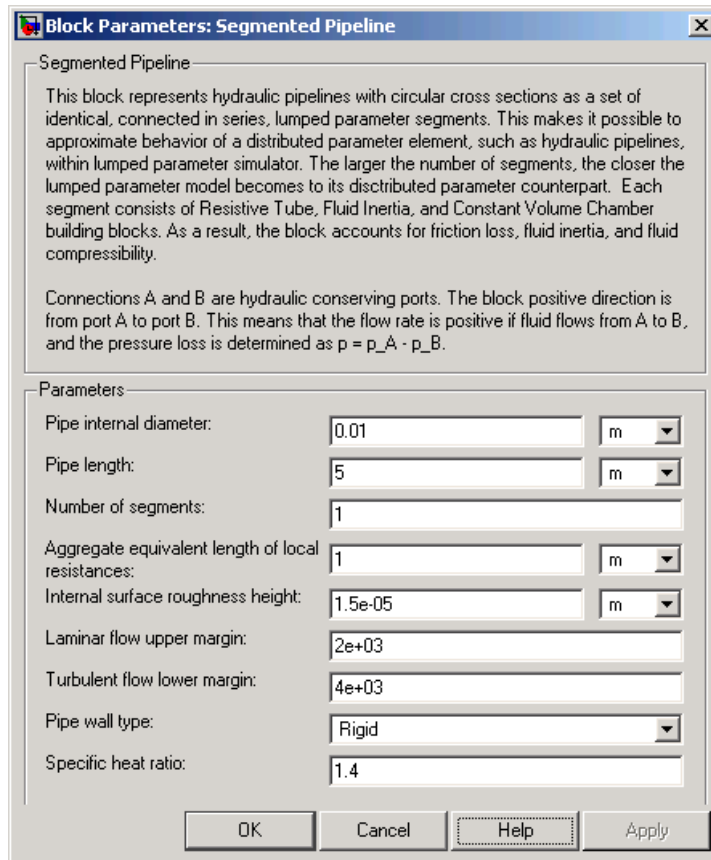 Block Parameters: Segmented Pipeline
Segmented Pipeline
This block represents hydraulic pipelines with circular cross sections as a set of
identical, connected in series, lumped parameter segments. This makes it possible to
approximate behavior of a distributed parameter element, such as hydraulic pipelines,
within lumped parameter simulator. The larger the number of segments, the closer the
lumped parameter model becomes to its disctributed parameter counterpart.  Each
segment consists of Resistive Tube, Fluid Inertia, and Constant Volume Chamber
building blocks. As a result, the block accounts for friction loss, fluid inertia, and fluid
compressibility.
Connections A and B are hydraulic conserving ports. The block positive direction is
from port A to port B. This means that the flow rate is positive if fluid flows from A to B,
and the pressure loss is determined as p = p_A - p_B.
Parameters
Pipe internal diameter: 0.01 m
Pipe length: 5 m
Number of segments: 1
Aggregate equivalent length of local
resistances: 1 m
Internal surface roughness height: 1.5e-05 m
Laminar flow upper margin: 2e+03
Turbulent flow lower margin: 4e+03
Pipe wall type: Rigid
Specific heat ratio: 1.4
OK Cancel Help Apply